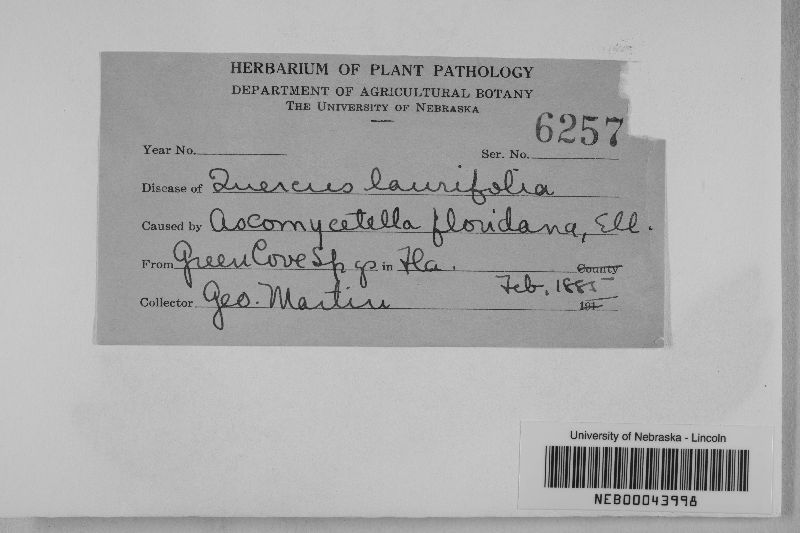 HERBARIUM OF PLANT PATHOLOGY
DEPARTMENT OF AGRICULTURAL BOTANY
THE UNIVERSITY OF NEBRASKA
6257
Year No. Ser. No.
Disease of Quercus laurifolia
Caused by Ascomycetella floridana, Ell.
From Green Cove Spgs in Fla. County
Collector Geo. Martin Feb. 1885 191
University of Nebraska - Lincoln
NEB00043998